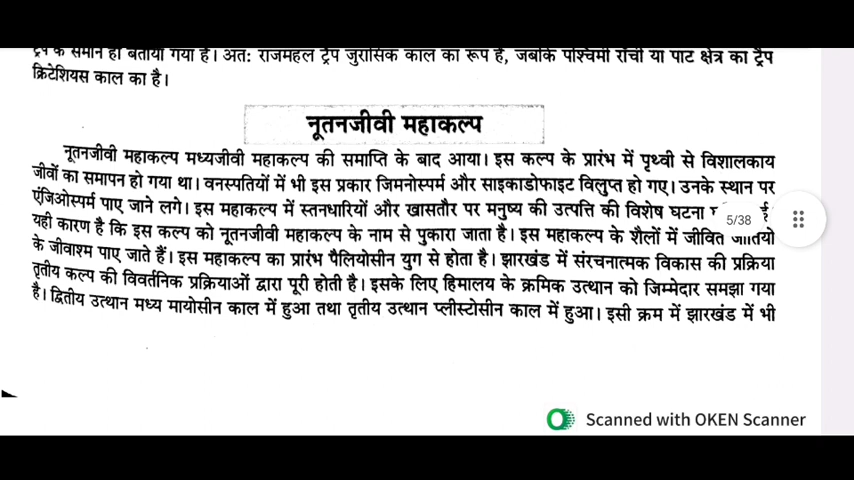 ट्रैप के समान ही बताया गया है। अतः राजमहल ट्रैप जुरासिक काल का रूप है, जबकि पश्चिमी राँची या पाट क्षेत्र का ट्रैप
क्रिटेशियस काल का है।
नूतनजीवी महाकल्प
नूतनजीवी महाकल्प मध्यजीवी महाकल्प की समाप्ति के बाद आया। इस कल्प के प्रारंभ में पृथ्वी से विशालकाय
जीवों का समापन हो गया था। वनस्पतियों में भी इस प्रकार जिमनोस्पर्म और साइकाडोफाइट विलुप्त हो गए। उनके स्थान पर
एंजिओस्पर्म पाए जाने लगे। इस महाकल्प में स्तनधारियों और खासतौर पर मनुष्य की उत्पत्ति की विशेष घटना
5/38
यही कारण है कि इस कल्प को नूतनजीवी महाकल्प के नाम से पुकारा जाता है। इस महाकल्प के शैलों में जीवित जातियों
के जीवाश्म पाए जाते हैं। इस महाकल्प का प्रारंभ पैलियोसीन युग से होता है। झारखंड में संरचनात्मक विकास की प्रक्रिया
तृतीय कल्प की विवर्तनिक प्रक्रियाओं द्वारा पूरी होती है। इसके लिए हिमालय के क्रमिक उत्थान को जिम्मेदार समझा गया
है। द्वितीय उत्थान मध्य मायोसीन काल में हुआ तथा तृतीय उत्थान प्लीस्टोसीन काल में हुआ। इसी क्रम में झारखंड में भी
Scanned with OKEN Scanner